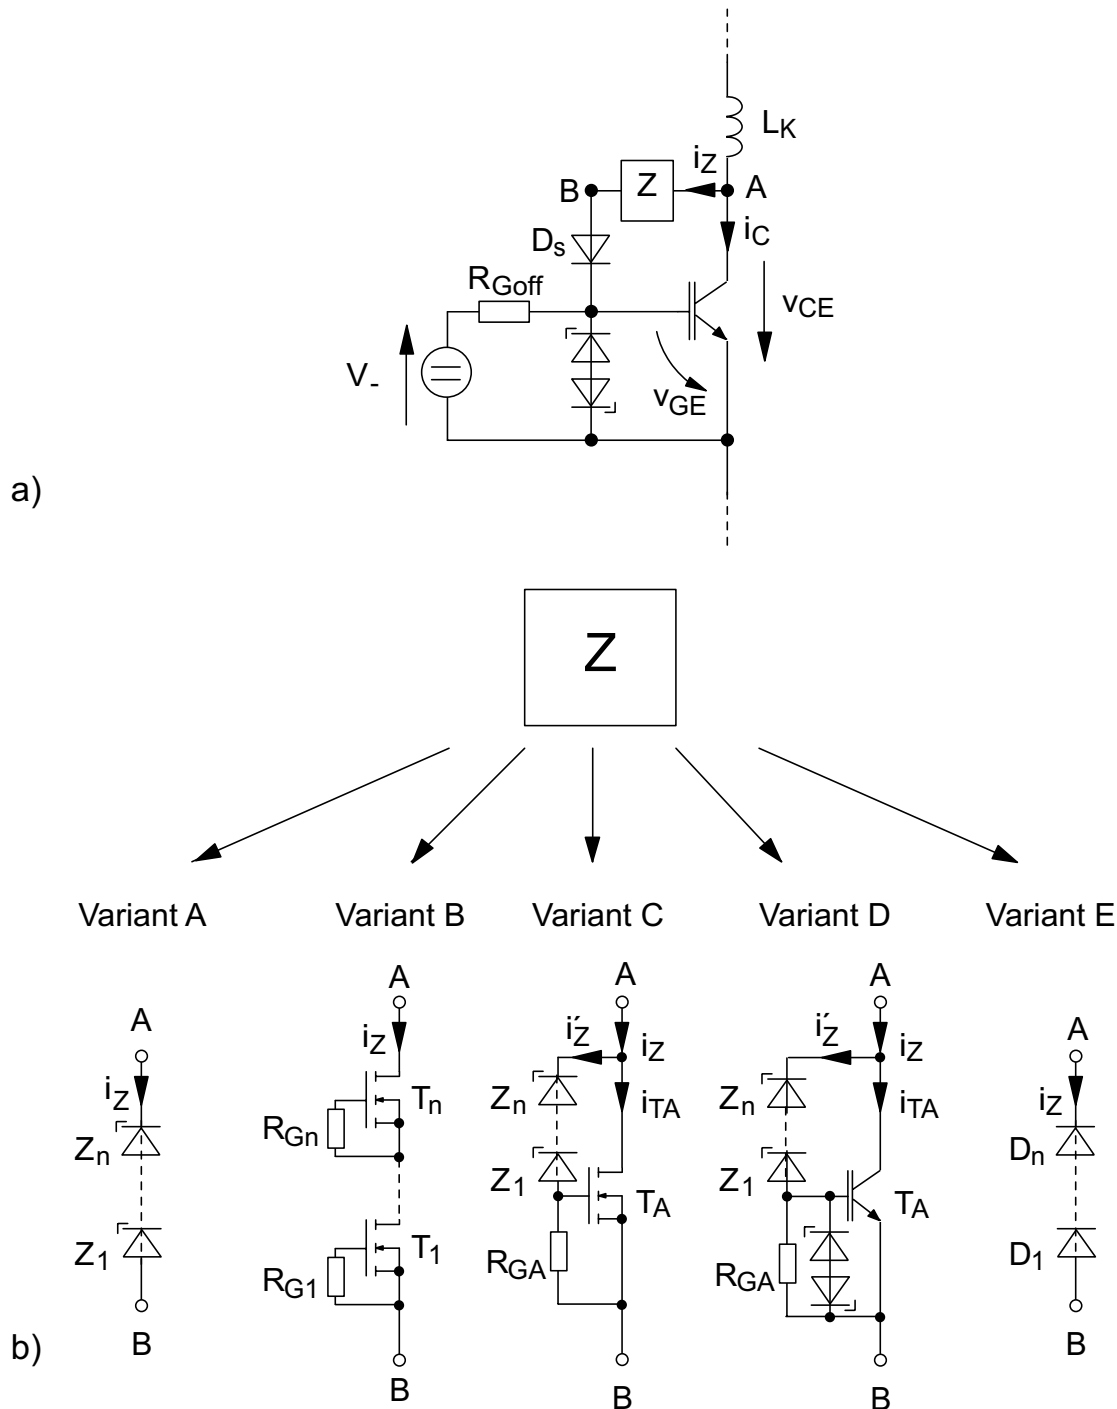 L_K
i_Z
B
Z
A
D_s
i_C
R_Goff
v_CE
V_-
v_GE
a)
Z
Variant A
Variant B
Variant C
Variant D
Variant E
A
i_Z
Z_n
Z_1
B
A
i_Z
T_n
R_Gn
T_1
R_G1
B
A
i´_Z
i_Z
Z_n
i_TA
Z_1
T_A
R_GA
B
A
i´_Z
i_Z
Z_n
i_TA
Z_1
T_A
R_GA
B
A
i_Z
D_n
D_1
B
b)